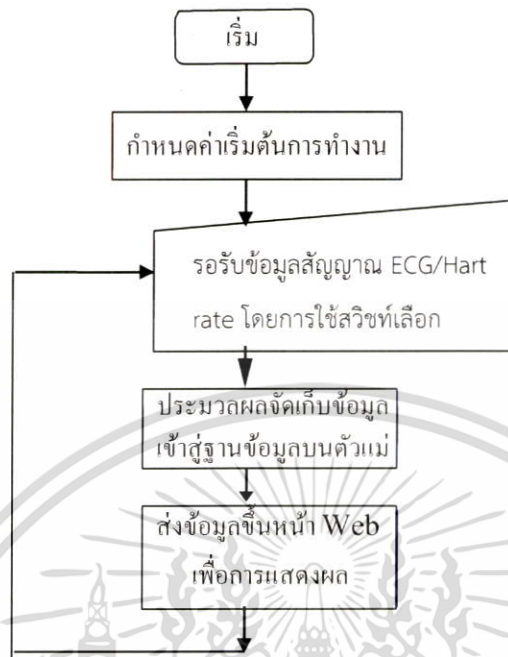 เริ่ม
กำหนดค่าเริ่มต้นการทำงาน
รอรับข้อมูลสัญญาณ ECG/Hart
rate โดยการใช้สวิชท์เลือก
ประมวลผลจัดเก็บข้อมูล
เข้าสู่ฐานข้อมูลบนตัวแม่
ส่งข้อมูลขึ้นหน้า Web
เพื่อการแสดงผล